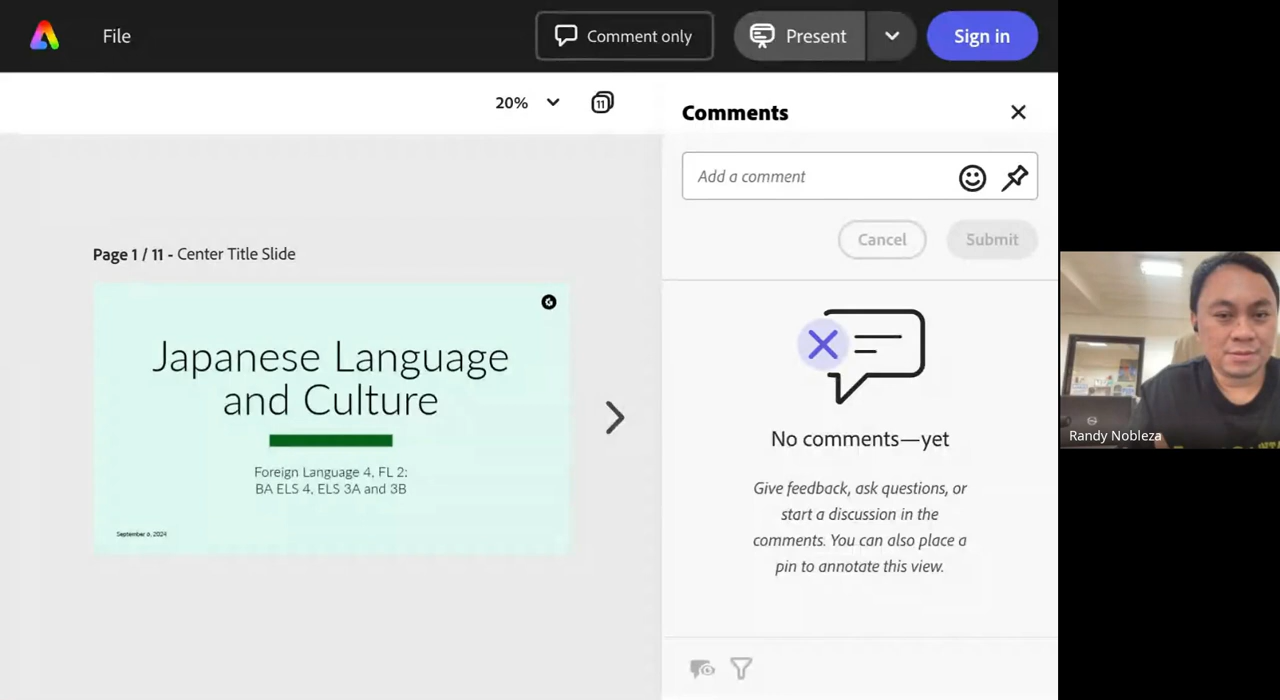 File
Comment only
Present
Sign in
20%
11
Comments
Add a comment
Cancel
Submit
Page 1 / 11 - Center Title Slide
Japanese Language
and Culture
Foreign Language 4, FL 2:
BA ELS 4, ELS 3A and 3B
September 6, 2024
No comments—yet
Give feedback, ask questions, or
start a discussion in the
comments. You can also place a
pin to annotate this view.
Randy Nobleza